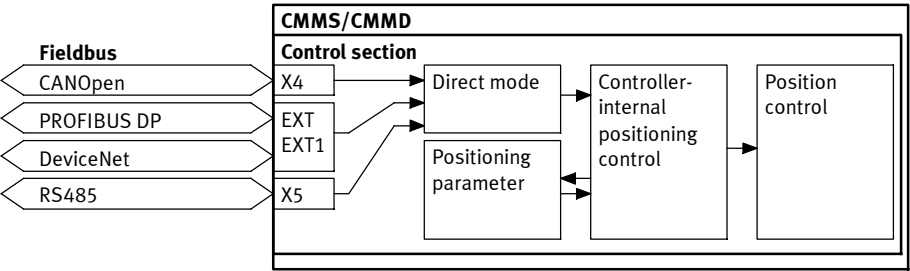 CMMS/CMMD
Fieldbus
Control section
CANOpen
X4
Direct mode
Controller-
internal
positioning
control
Position
control
PROFIBUS DP
EXT
EXT1
DeviceNet
Positioning
parameter
RS485
X5